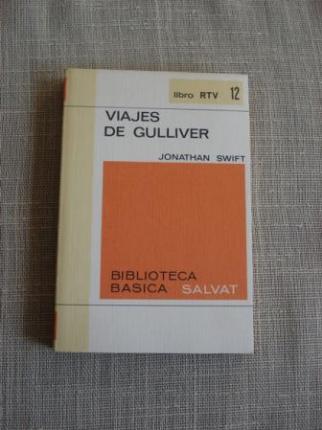 libro RTV 12
VIAJES
DE GULLIVER
JONATHAN SWIFT
BIBLIOTECA
BASICA SALVAT